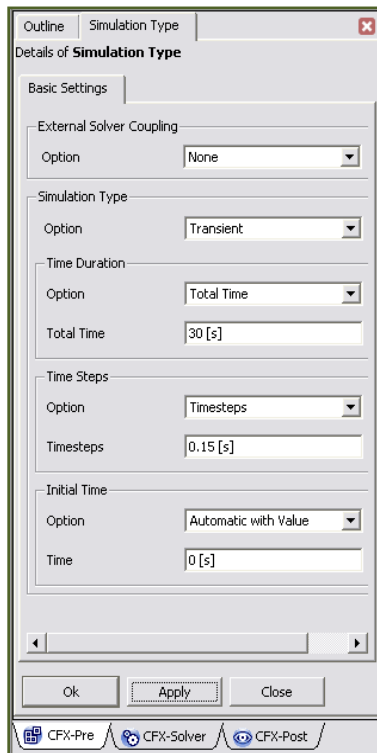 Outline Simulation Type
Details of Simulation Type
Basic Settings
External Solver Coupling
Option None
Simulation Type
Option Transient
Time Duration
Option Total Time
Total Time 30 [s]
Time Steps
Option Timesteps
Timesteps 0.15 [s]
Initial Time
Option Automatic with Value
Time 0 [s]
Ok Apply Close
CFX-Pre CFX-Solver CFX-Post